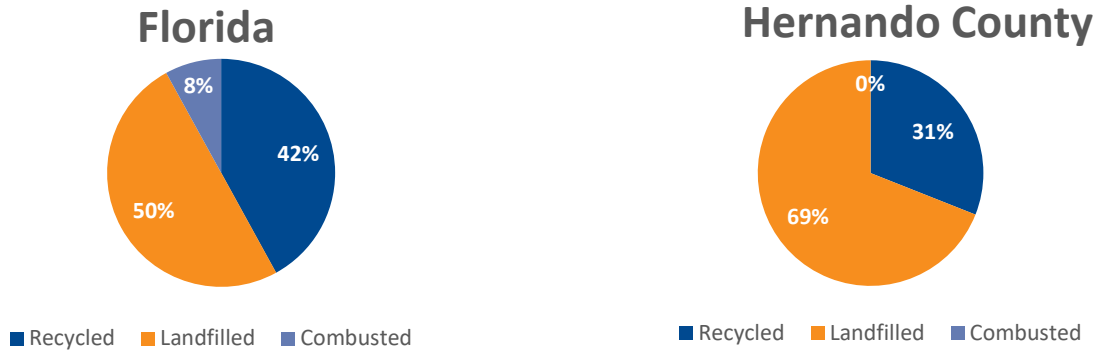 Florida
8%
42%
50%
Recycled Landfilled Combusted
Hernando County
0%
31%
69%
Recycled Landfilled Combusted